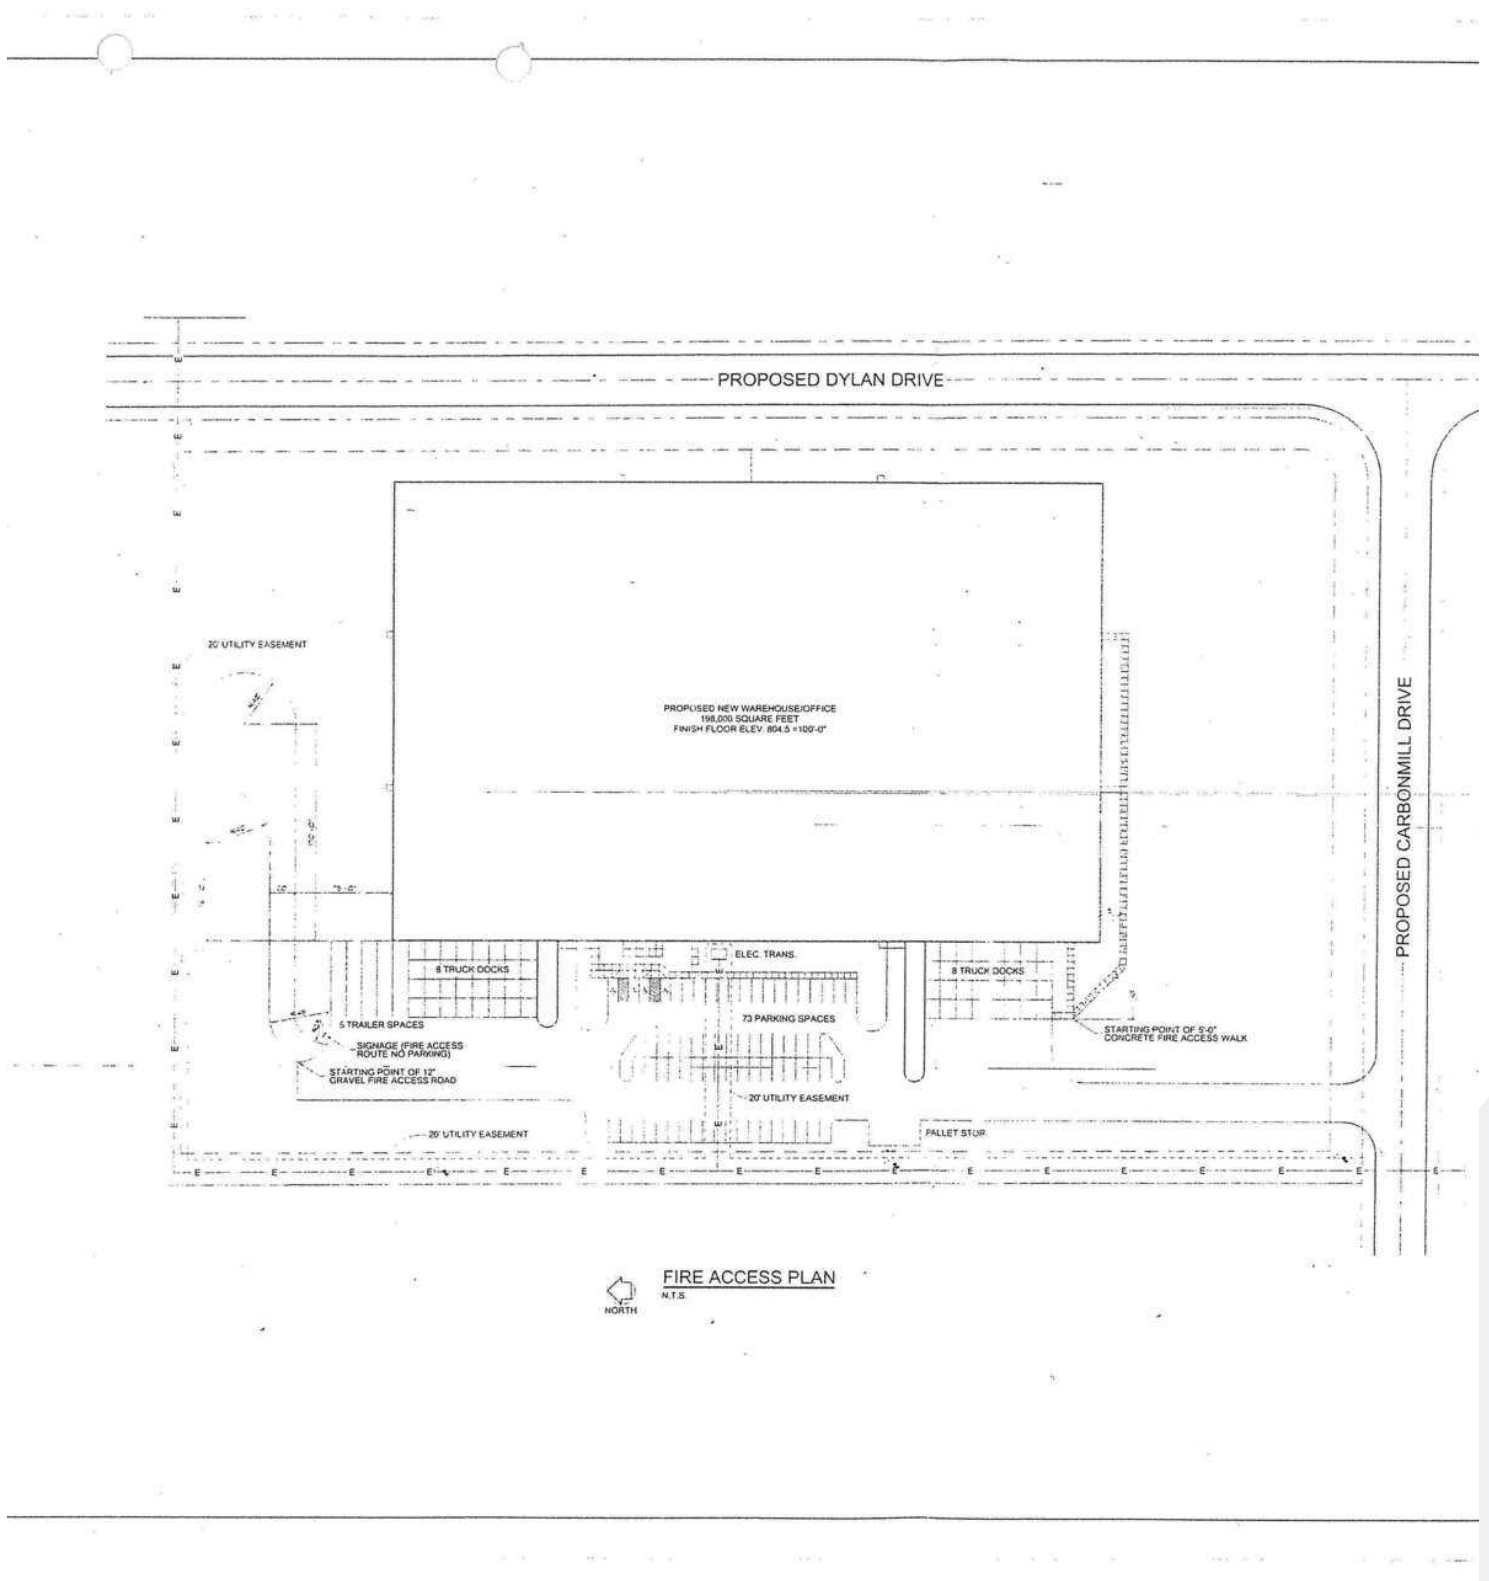 PROPOSED DYLAN DRIVE
20' UTILITY EASEMENT
PROPOSED NEW WAREHOUSE/OFFICE
198,000 SQUARE FEET
FINISH FLOOR ELEV. 804.5 =100'-0"
PROPOSED CARBONMILL DRIVE
75'-0"
ELEC. TRANS.
8 TRUCK DOCKS
8 TRUCK DOCKS
73 PARKING SPACES
5 TRAILER SPACES
STARTING POINT OF 5'-0"
CONCRETE FIRE ACCESS WALK
SIGNAGE (FIRE ACCESS
ROUTE NO PARKING)
STARTING POINT OF 12"
GRAVEL FIRE ACCESS ROAD
20' UTILITY EASEMENT
20' UTILITY EASEMENT
PALLET STOR.
E E E E E E E E E E E E E E E E E
FIRE ACCESS PLAN
N.T.S.
NORTH